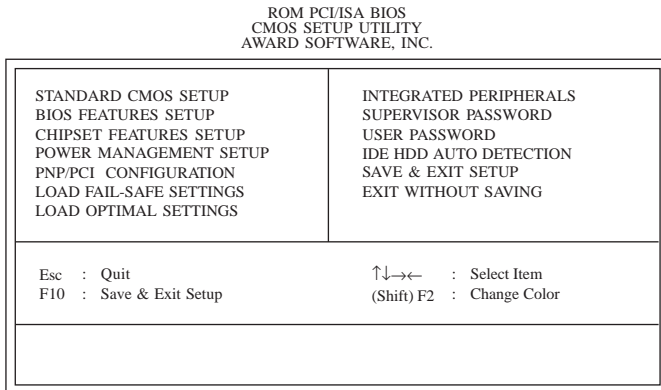 ROM PCI/ISA BIOS
CMOS SETUP UTILITY
AWARD SOFTWARE, INC.
STANDARD CMOS SETUP
BIOS FEATURES SETUP
CHIPSET FEATURES SETUP
POWER MANAGEMENT SETUP
PNP/PCI CONFIGURATION
LOAD FAIL-SAFE SETTINGS
LOAD OPTIMAL SETTINGS
INTEGRATED PERIPHERALS
SUPERVISOR PASSWORD
USER PASSWORD
IDE HDD AUTO DETECTION
SAVE & EXIT SETUP
EXIT WITHOUT SAVING
Esc : Quit
F10 : Save & Exit Setup
↑↓→← : Select Item
(Shift) F2 : Change Color